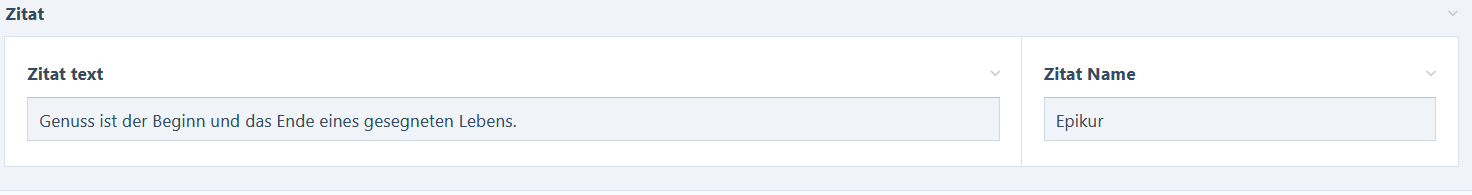 Zitat
Zitat text
Zitat Name
Genuss ist der Beginn und das Ende eines gesegneten Lebens.
Epikur